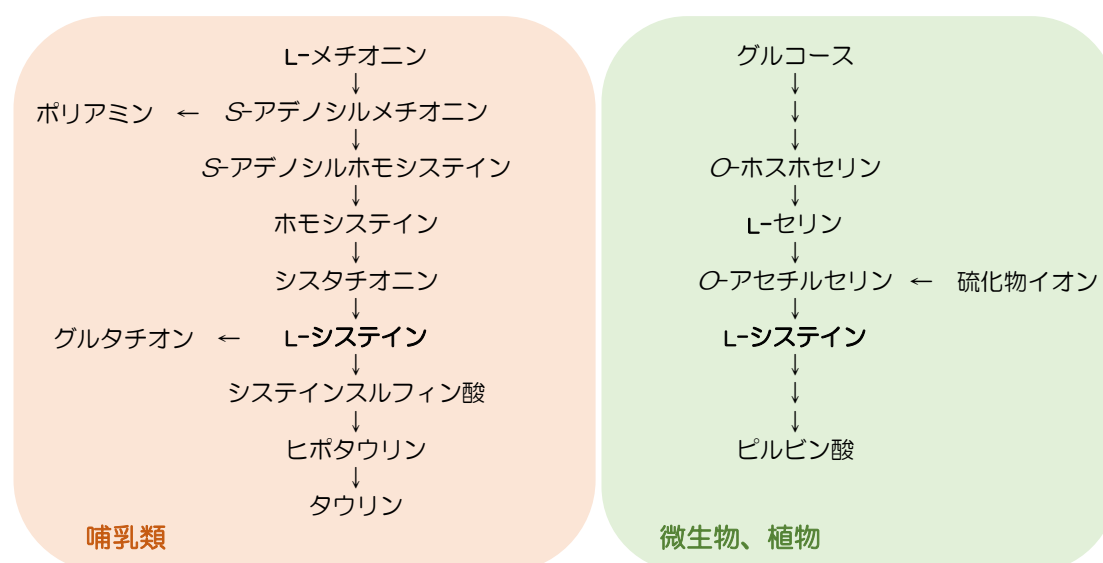 L-メチオニン
↓
ポリアミン ← S-アデノシルメチオニン
↓
S-アデノシルホモシステイン
↓
ホモシステイン
↓
シスタチオニン
↓
グルタチオン ← L-システイン
↓
システインスルフィン酸
↓
ヒポタウリン
↓
タウリン
哺乳類
グルコース
↓
↓
↓
O-ホスホセリン
↓
L-セリン
↓
O-アセチルセリン ← 硫化物イオン
↓
L-システイン
↓
↓
↓
ピルビン酸
微生物、植物